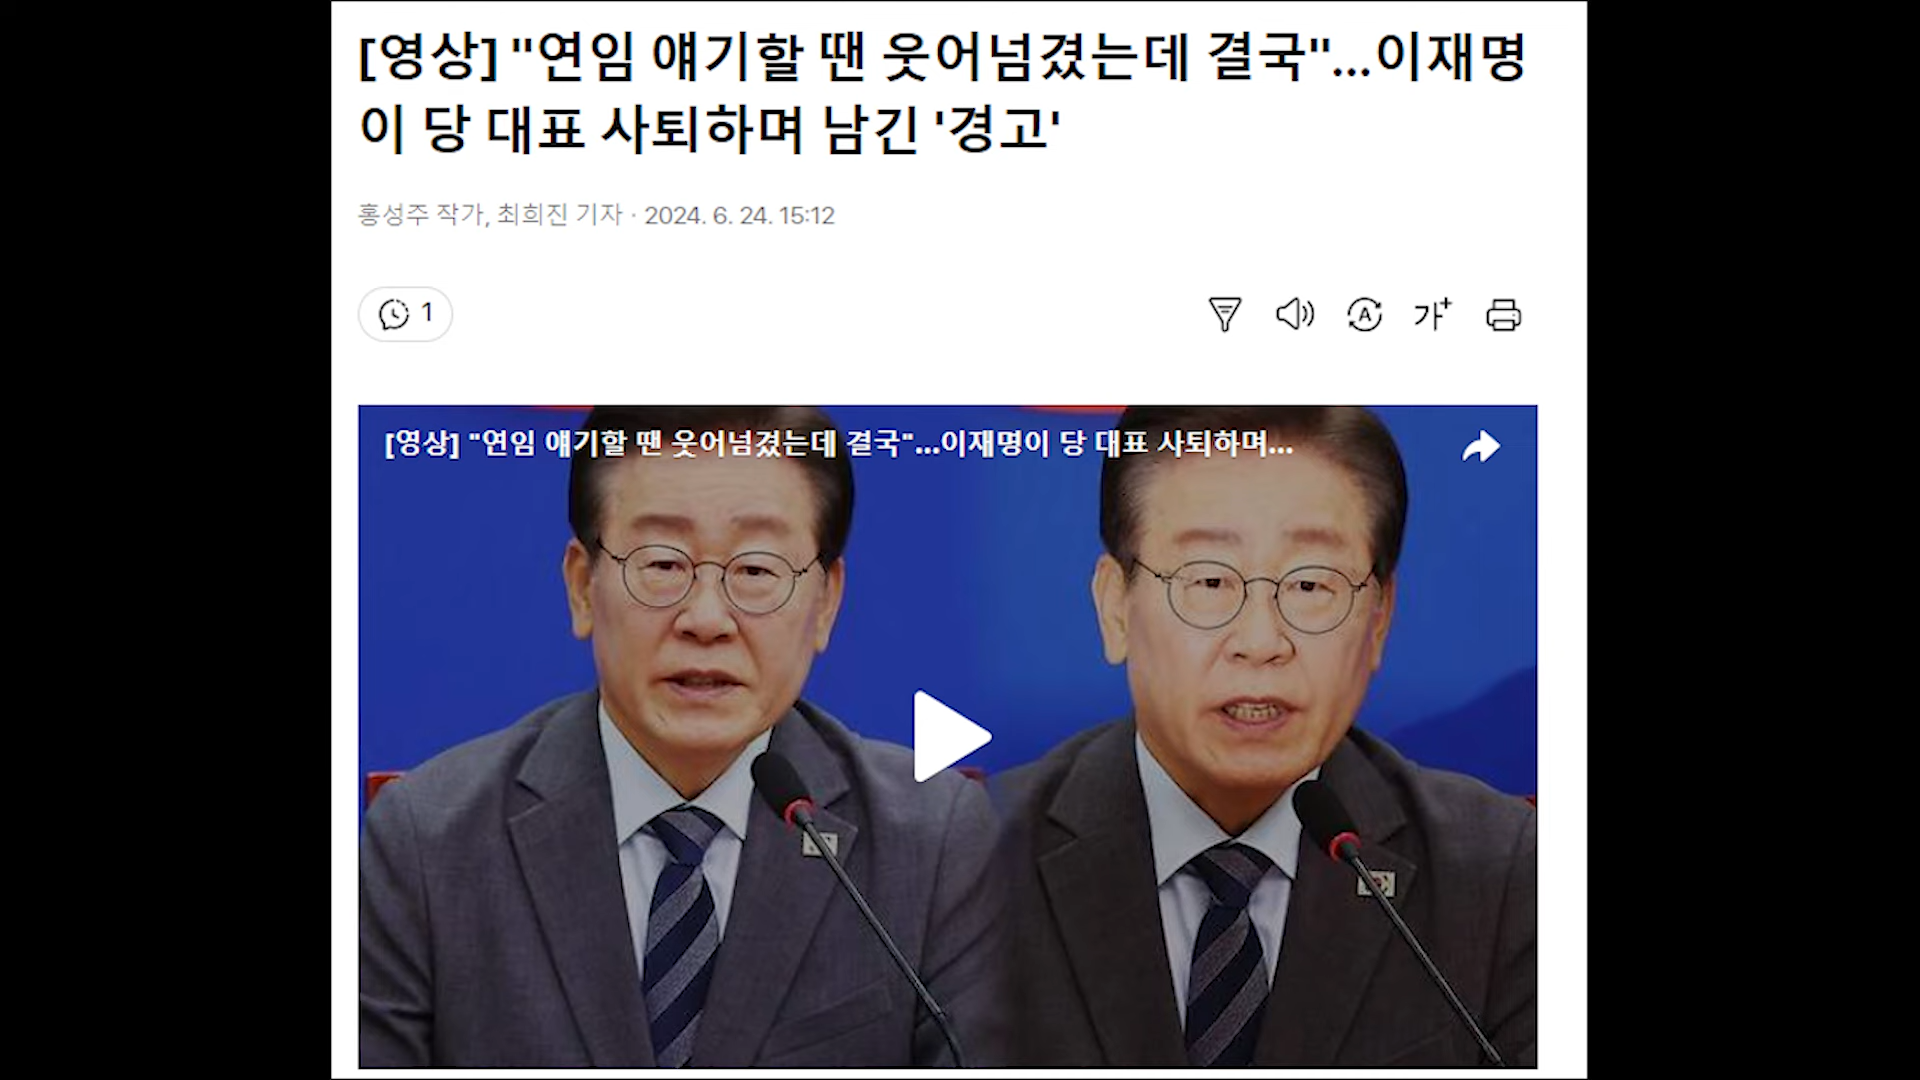 [영상] "연임 얘기할 땐 웃어넘겼는데 결국"...이재명
이 당 대표 사퇴하며 남긴 '경고'
홍성주 작가, 최희진 기자 · 2024. 6. 24. 15:12
1
가+
[영상] "연임 얘기할 땐 웃어넘겼는데 결국"...이재명이 당 대표 사퇴하며...